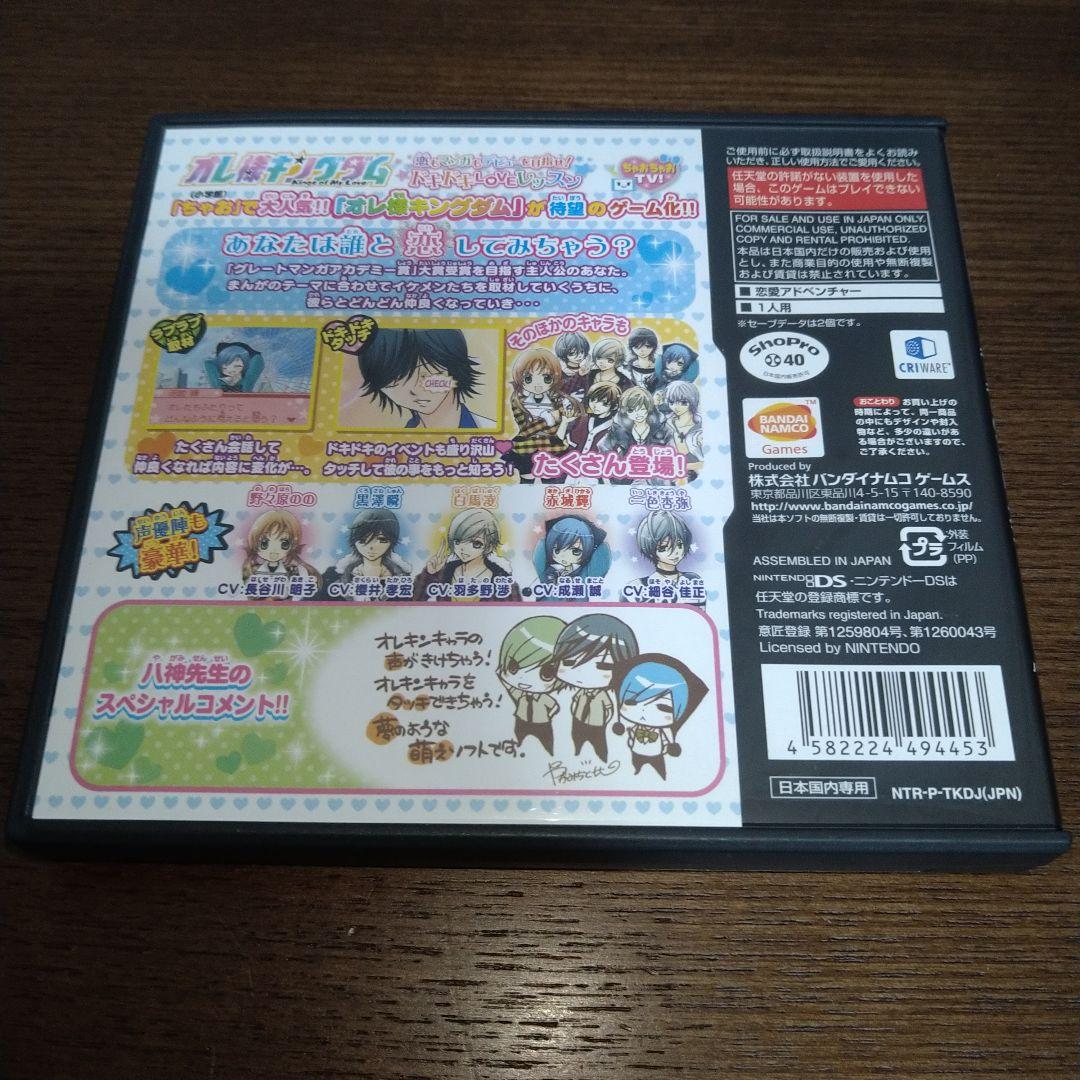 オレ様キングダム
Kings of My Love
恋もマンガもデビューを目指せ!
ドキドキLOVEレッスン
ちゃおちゃおTV!
(小学館)
「ちゃお」で大人気!!「オレ様キングダム」が待望のゲーム化!!
あなたは誰と恋してみちゃう?
「グレートマンガアカデミー賞」大賞受賞を目指す主人公のあなた。
まんがのテーマに合わせてイケメンたちを取材していくうちに、
彼らとどんどん仲良くなっていき・・・
ラブラブ取材
ドキドキタッチ
CHECK!
そのほかのキャラも
たくさん登場!
たくさん会話して
仲良くなれば内容に変化が…。
ドキドキのイベントも盛り沢山
タッチして彼の事をもっと知ろう!
声優陣も豪華!
野々原のの
CV:長谷川 明子
黒澤瞬
CV:櫻井 孝宏
白馬凌
CV:羽多野 渉
赤城輝
CV:成瀬 誠
一色杏弥
CV:細谷 佳正
八神先生の
スペシャルコメント!!
オレキンキャラの
声がきけちゃう!
オレキンキャラを
タッチできちゃう!
夢のような
萌えソフトです!
ご使用前に必ず取扱説明書をよくお読み
いただき、正しい使用方法でご愛用ください。
任天堂の許諾がない装置を使用した
場合、このゲームはプレイできない
可能性があります。
FOR SALE AND USE IN JAPAN ONLY.
COMMERCIAL USE, UNAUTHORIZED
COPY AND RENTAL PROHIBITED.
本品は日本国内だけの販売および使用
とし、また商業目的の使用や無断複製
および賃貸は禁止されています。
■ 恋愛アドベンチャー
■ 1人用
※セーブデータは2個です。
ShoPro
40
日本国内販売許可
CRIWARE™
BANDAI NAMCO
Games
おことわり お買い上げの
時期によって、同一商品
の中にもデザインや封入
物など、多少の違いがあ
る場合がございますので、
ご了承ください。
Produced by
株式会社 バンダイナムコ ゲームス
東京都品川区東品川4-5-15 〒140-8590
http://www.bandainamcogames.co.jp/
当社は本ソフトの無断複製・賃貸は一切許可しておりません。
ASSEMBLED IN JAPAN
プラ
外装
フィルム
(PP)
NINTENDO DS・ニンテンドーDSは
任天堂の登録商標です。
Trademarks registered in Japan.
意匠登録 第1259804号、第1260043号
Licensed by NINTENDO
4 582224 494453
日本国内専用
NTR-P-TKDJ(JPN)